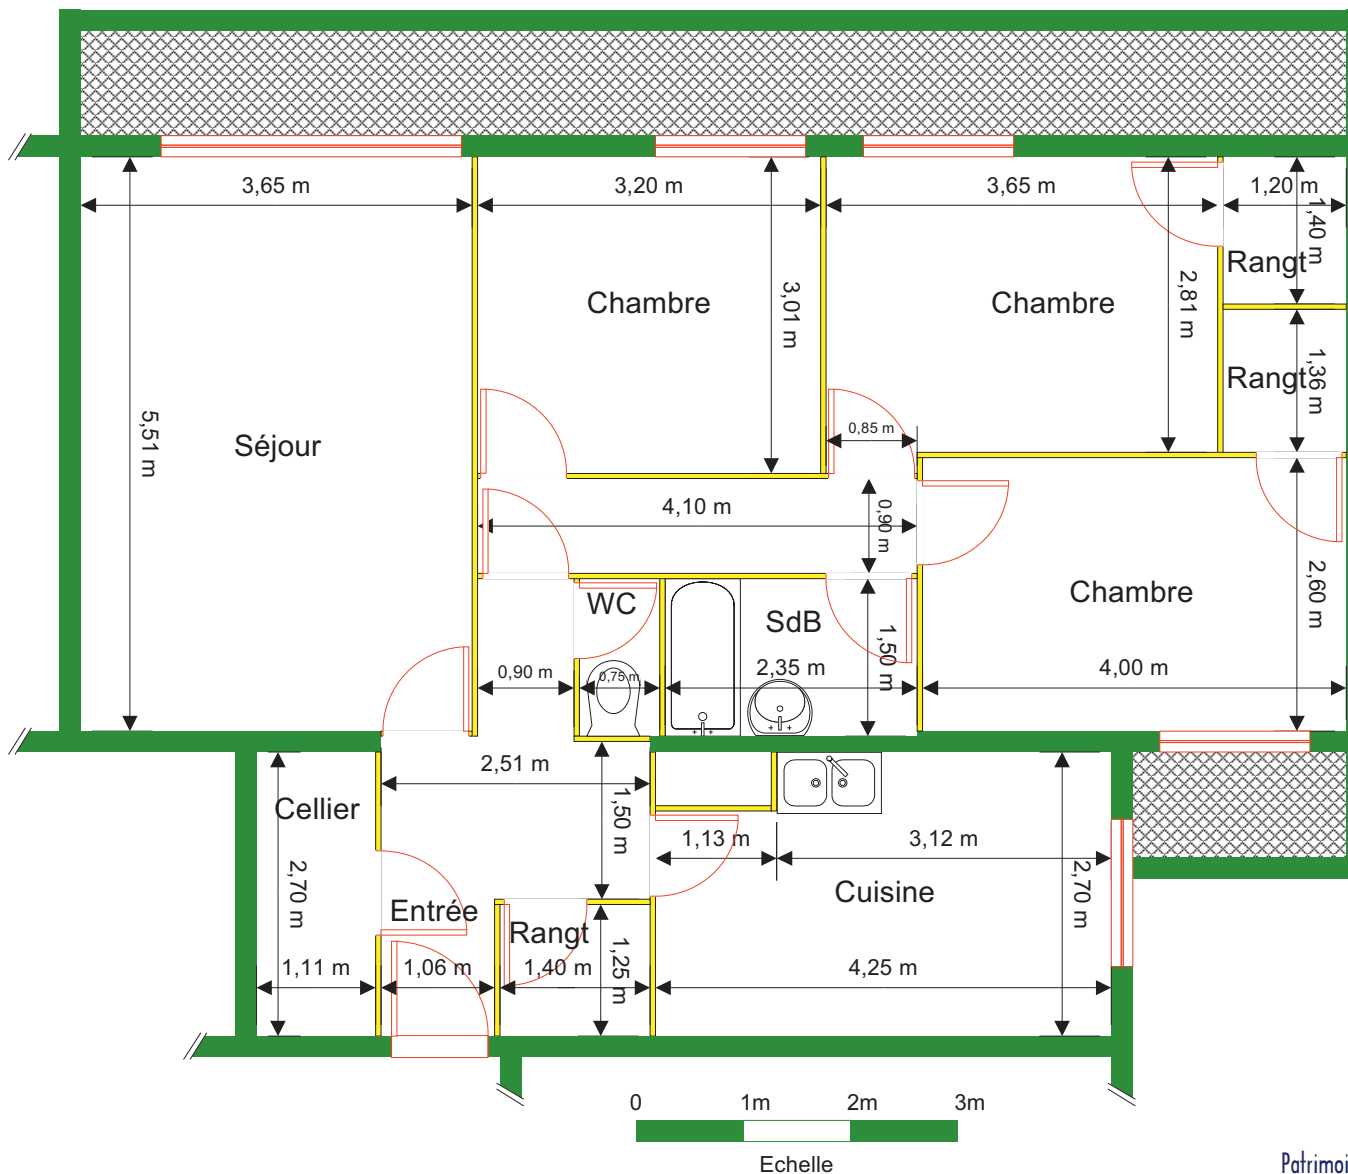 3,65 m
3,20 m
3,65 m
1,20 m
1,40 m
Rangt
Chambre
3,01 m
Chambre
2,81 m
1,36 m
Rangt
5,51 m
Séjour
0,85 m
4,10 m
0,90 m
Chambre
2,60 m
WC
SdB
1,50 m
0,90 m
0,75 m
2,35 m
4,00 m
2,51 m
1,50 m
Cellier
2,70 m
1,13 m
3,12 m
2,70 m
Cuisine
Entrée
Rangt
1,25 m
1,11 m
1,06 m
1,40 m
4,25 m
0 1m 2m 3m
Echelle
Patrimoi